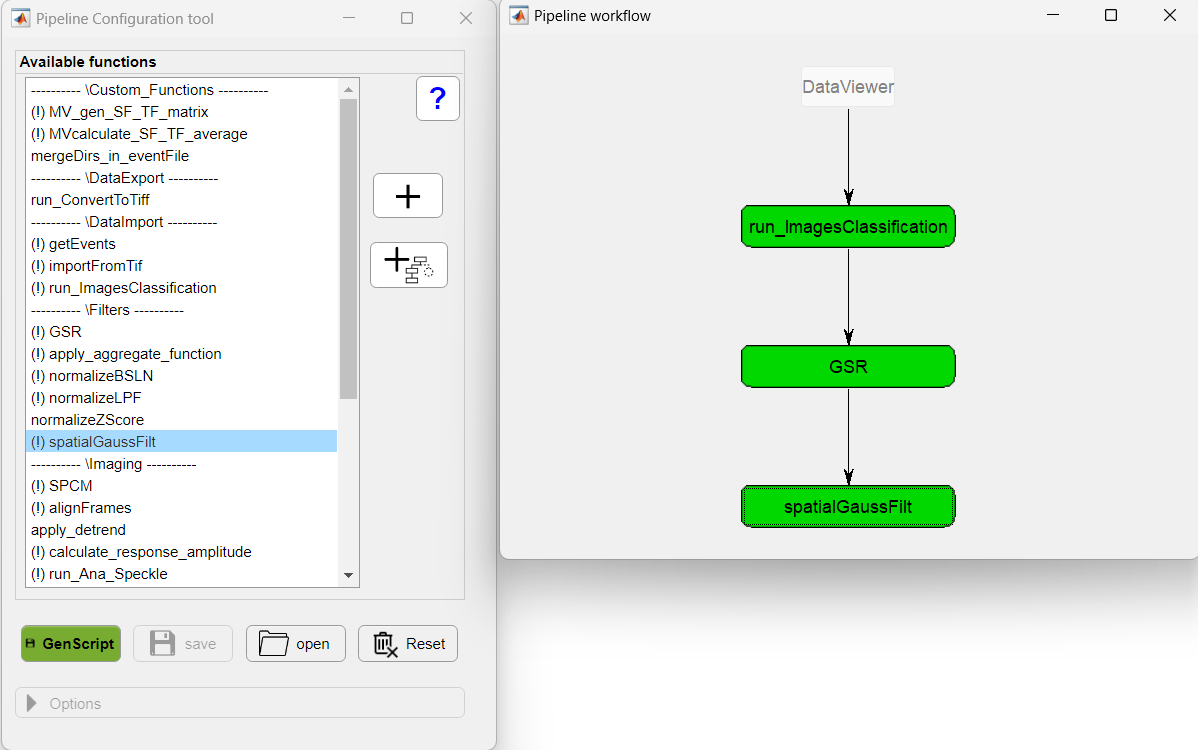 Pipeline Configuration tool
Available functions
---------- \Custom_Functions ----------
(!) MV_gen_SF_TF_matrix
(!) MVcalculate_SF_TF_average
mergeDirs_in_eventFile
---------- \DataExport ----------
run_ConvertToTiff
---------- \DataImport ----------
(!) getEvents
(!) importFromTif
(!) run_ImagesClassification
---------- \Filters ----------
(!) GSR
(!) apply_aggregate_function
(!) normalizeBSLN
(!) normalizeLPF
normalizeZScore
(!) spatialGaussFilt
---------- \Imaging ----------
(!) SPCM
(!) alignFrames
apply_detrend
(!) calculate_response_amplitude
(!) run_Ana_Speckle
?
+
+
GenScript
save
open
Reset
Options
Pipeline workflow
DataViewer
run_ImagesClassification
GSR
spatialGaussFilt